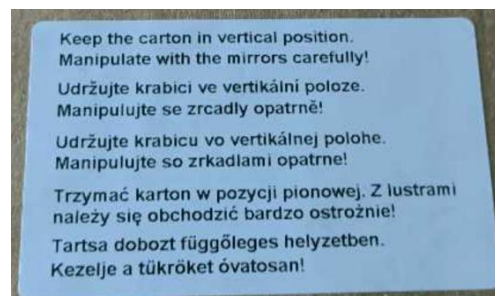 Keep the carton in vertical position.
Manipulate with the mirrors carefully!
Udržujte krabici ve vertikální poloze.
Manipulujte se zrcadly opatrně!
Udržujte krabicu vo vertikálnej polohe.
Manipulujte so zrkadlami opatrne!
Trzymać karton w pozycji pionowej. Z lustrami
należy się obchodzić bardzo ostrożnie!
Tartsa dobozt függőleges helyzetben.
Kezelje a tükröket óvatosan!